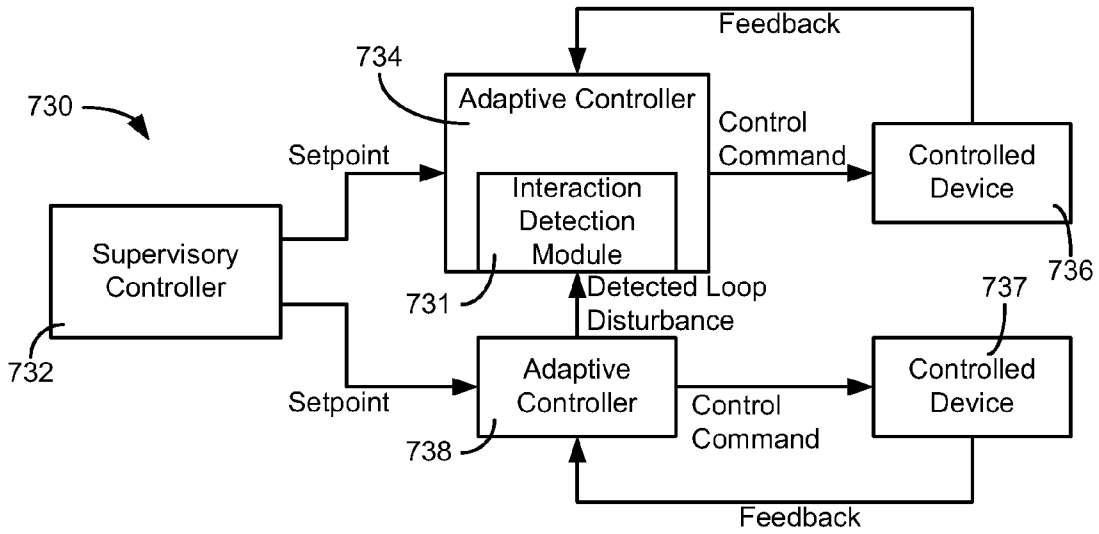 Feedback
734
Adaptive Controller
730
Control
Command
Controlled
Device
Setpoint
Interaction
Detection
Module
Supervisory
Controller
736
731
Detected Loop
Disturbance
737
732
Adaptive
Controller
Controlled
Device
Setpoint
Control
Command
738
Feedback